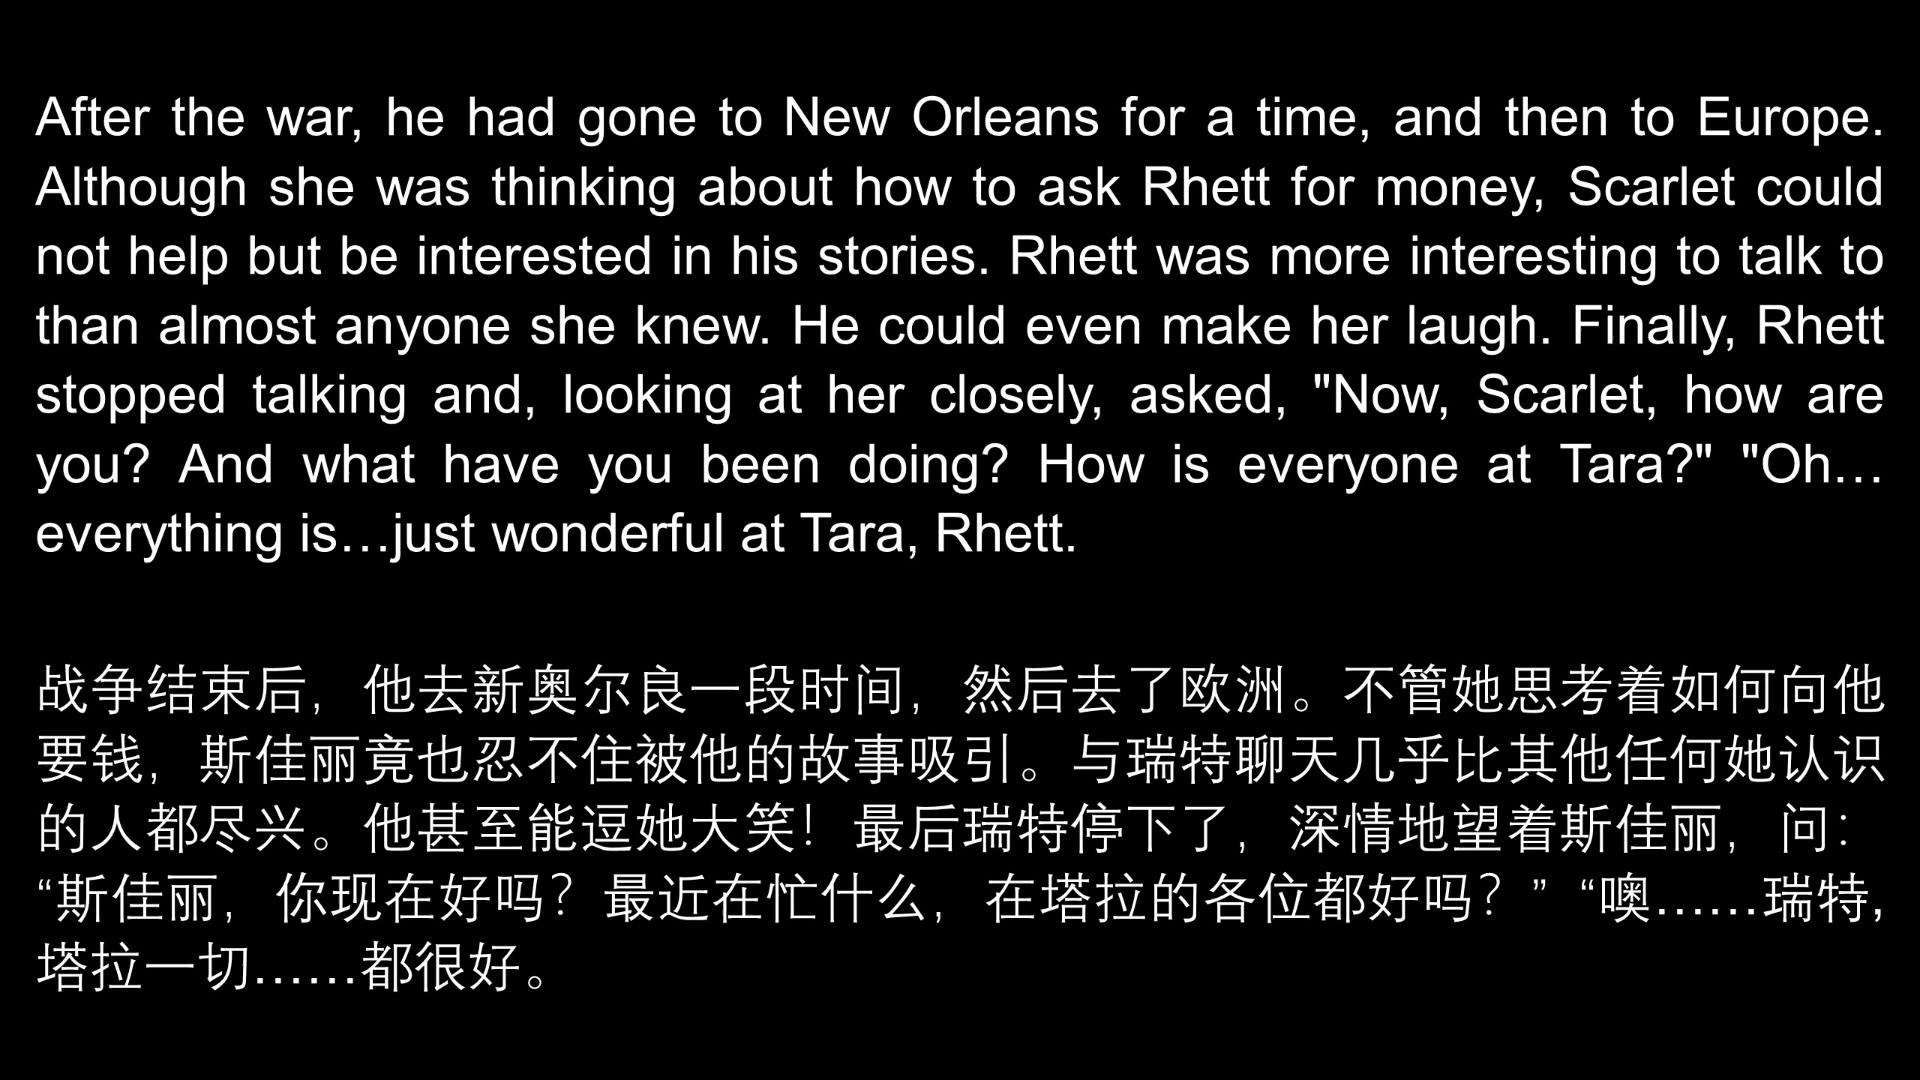 After the war, he had gone to New Orleans for a time, and then to Europe.
Although she was thinking about how to ask Rhett for money, Scarlet could
not help but be interested in his stories. Rhett was more interesting to talk to
than almost anyone she knew. He could even make her laugh. Finally, Rhett
stopped talking and, looking at her closely, asked, "Now, Scarlet, how are
you? And what have you been doing? How is everyone at Tara?" "Oh…
everything is…just wonderful at Tara, Rhett.
战争结束后，他去新奥尔良一段时间，然后去了欧洲。不管她思考着如何向他
要钱，斯佳丽竟也忍不住被他的故事吸引。与瑞特聊天几乎比其他任何她认识
的人都尽兴。他甚至能逗她大笑！最后瑞特停下了，深情地望着斯佳丽，问：
“斯佳丽，你现在好吗？最近在忙什么，在塔拉的各位都好吗？”“噢……瑞特,
塔拉一切……都很好。